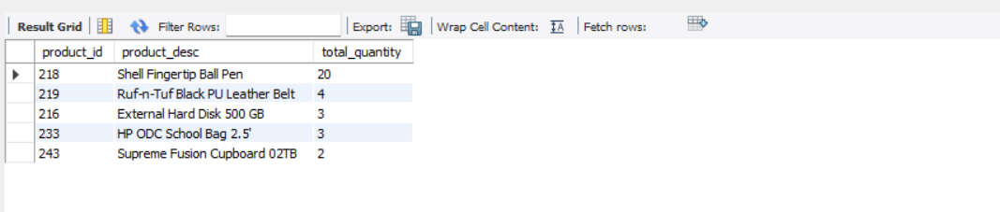 Result Grid Filter Rows: Export: Wrap Cell Content: Fetch rows:
product_id product_desc total_quantity
218 Shell Fingertip Ball Pen 20
219 Ruf-n-Tuf Black PU Leather Belt 4
216 External Hard Disk 500 GB 3
233 HP ODC School Bag 2.5' 3
243 Supreme Fusion Cupboard 02TB 2